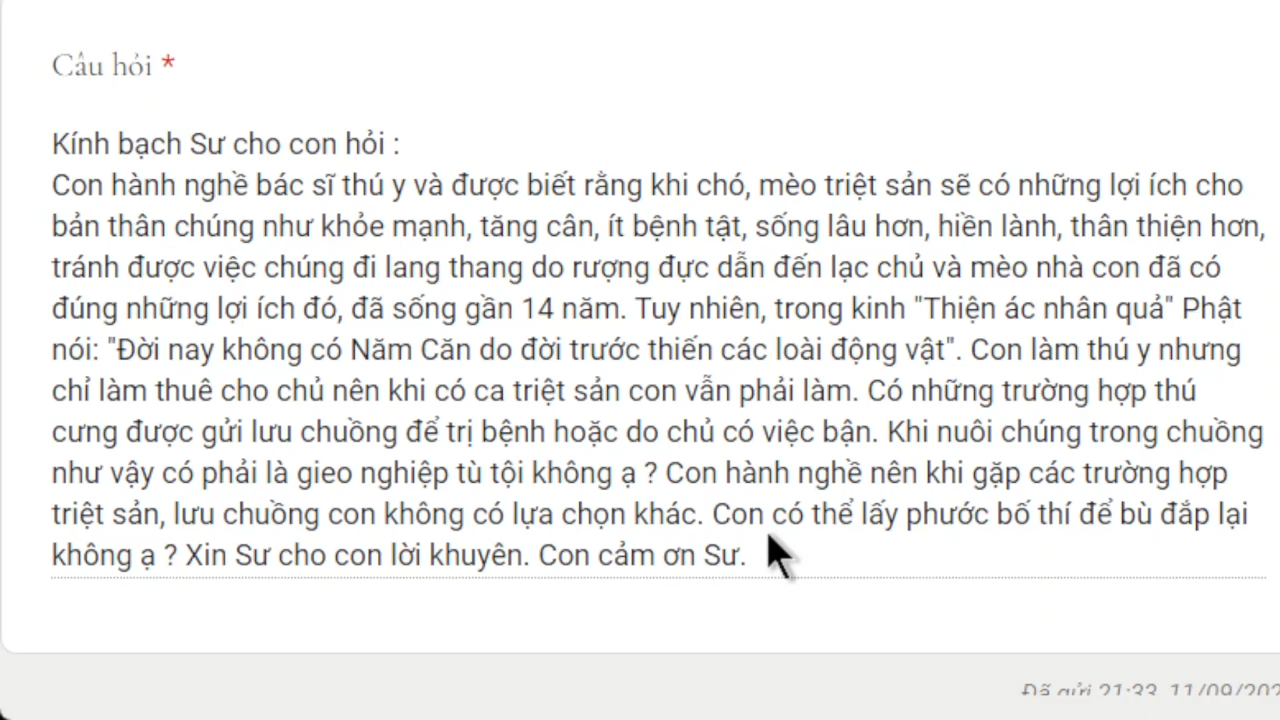 Câu hỏi *
Kính bạch Sư cho con hỏi :
Con hành nghề bác sĩ thú y và được biết rằng khi chó, mèo triệt sản sẽ có những lợi ích cho
bản thân chúng như khỏe mạnh, tăng cân, ít bệnh tật, sống lâu hơn, hiền lành, thân thiện hơn,
tránh được việc chúng đi lang thang do rượng đực dẫn đến lạc chủ và mèo nhà con đã có
đúng những lợi ích đó, đã sống gần 14 năm. Tuy nhiên, trong kinh "Thiện ác nhân quả" Phật
nói: "Đời nay không có Năm Căn do đời trước thiến các loài động vật". Con làm thú y nhưng
chỉ làm thuê cho chủ nên khi có ca triệt sản con vẫn phải làm. Có những trường hợp thú
cưng được gửi lưu chuồng để trị bệnh hoặc do chủ có việc bận. Khi nuôi chúng trong chuồng
như vậy có phải là gieo nghiệp tù tội không ạ ? Con hành nghề nên khi gặp các trường hợp
triệt sản, lưu chuồng con không có lựa chọn khác. Con có thể lấy phước bố thí để bù đắp lại
không ạ ? Xin Sư cho con lời khuyên. Con cảm ơn Sư.
Đã gửi 21:33, 11/09/202